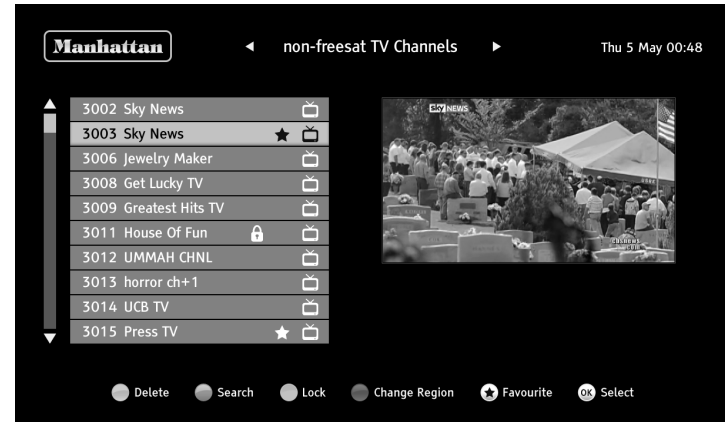 Manhattan
non-freesat TV Channels
Thu 5 May 00:48
3002 Sky News
3003 Sky News
3006 Jewelry Maker
3008 Get Lucky TV
3009 Greatest Hits TV
3011 House Of Fun
3012 UMMAH CHNL
3013 horror ch+1
3014 UCB TV
3015 Press TV
sky NEWS
cbsnews
.com
Delete
Search
Lock
Change Region
Favourite
OK Select